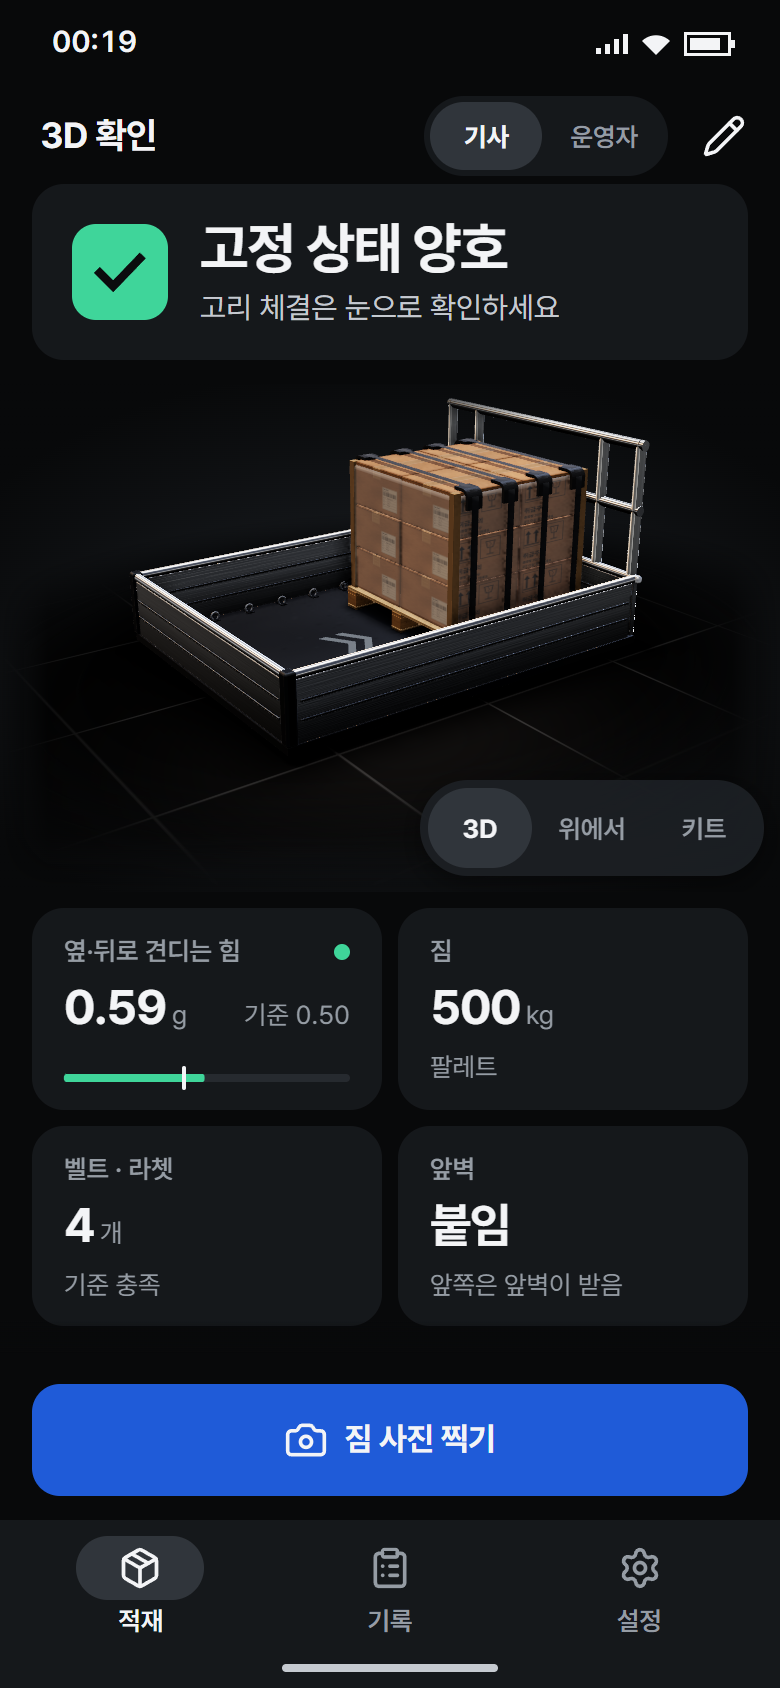 00:19
3D 확인
기사
운영자
고정 상태 양호
고리 체결은 눈으로 확인하세요
3D
위에서
키트
옆·뒤로 견디는 힘
0.59 g
기준 0.50
짐
500 kg
팔레트
벨트 · 라쳇
4 개
기준 충족
앞벽
붙임
앞쪽은 앞벽이 받음
짐 사진 찍기
적재
기록
설정